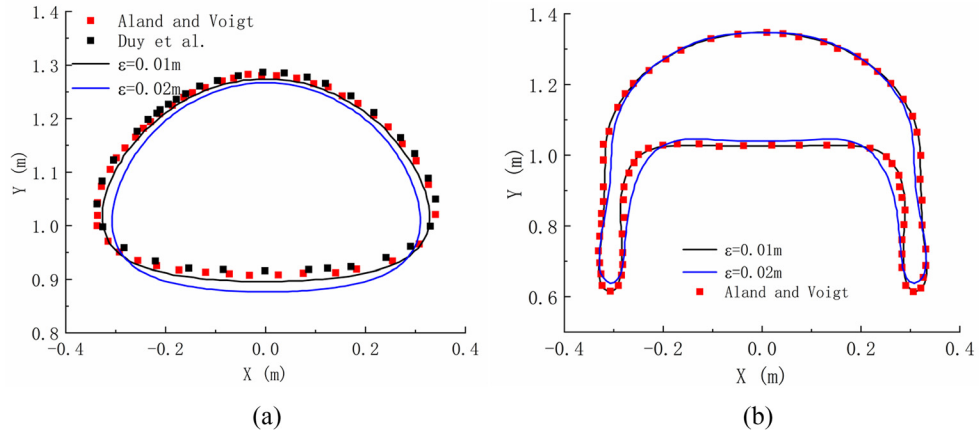 1.4
1.3
1.2
1.1
1.0
0.9
0.8
Y (m)
Aland and Voigt
Duy et al.
ε=0.01m
ε=0.02m
-0.4
-0.2
0.0
0.2
0.4
X (m)
(a)
1.4
1.2
1.0
0.8
0.6
Y (m)
ε=0.01m
ε=0.02m
Aland and Voigt
-0.4
-0.2
0.0
0.2
0.4
X (m)
(b)